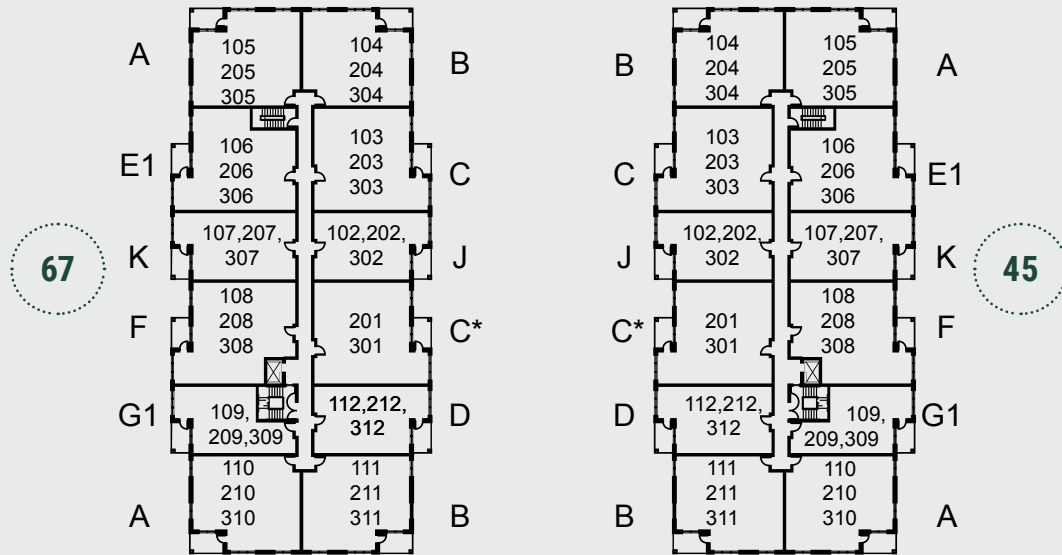 A
105
205
305
104
204
304
B
E1
106
206
306
103
203
303
C
67
K
107,207,
307
102,202,
302
J
F
108
208
308
201
301
C*
G1
109,
209,309
112,212,
312
D
A
110
210
310
111
211
311
B
B
104
204
304
105
205
305
A
C
103
203
303
106
206
306
E1
J
102,202,
302
107,207,
307
K
45
C*
201
301
108
208
308
F
D
112,212,
312
109,
209,309
G1
B
111
211
311
110
210
310
A